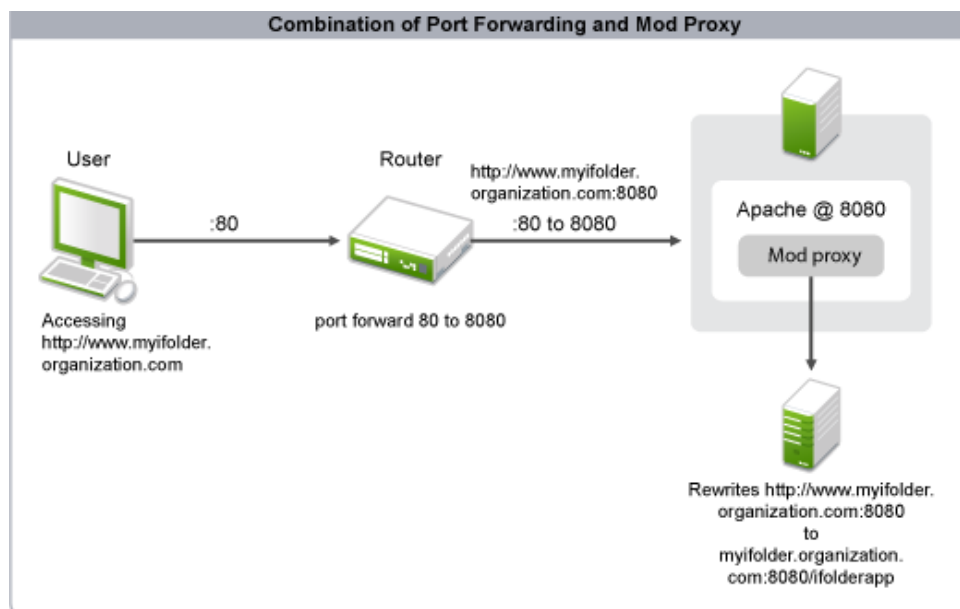 Combination of Port Forwarding and Mod Proxy
User
:80
Accessing
http://www.myifolder.
organization.com
Router
port forward 80 to 8080
http://www.myifolder.
organization.com:8080
:80 to 8080
Apache @ 8080
Mod proxy
Rewrites http://www.myifolder.
organization.com:8080
to
myifolder.organization.
com:8080/ifolderapp